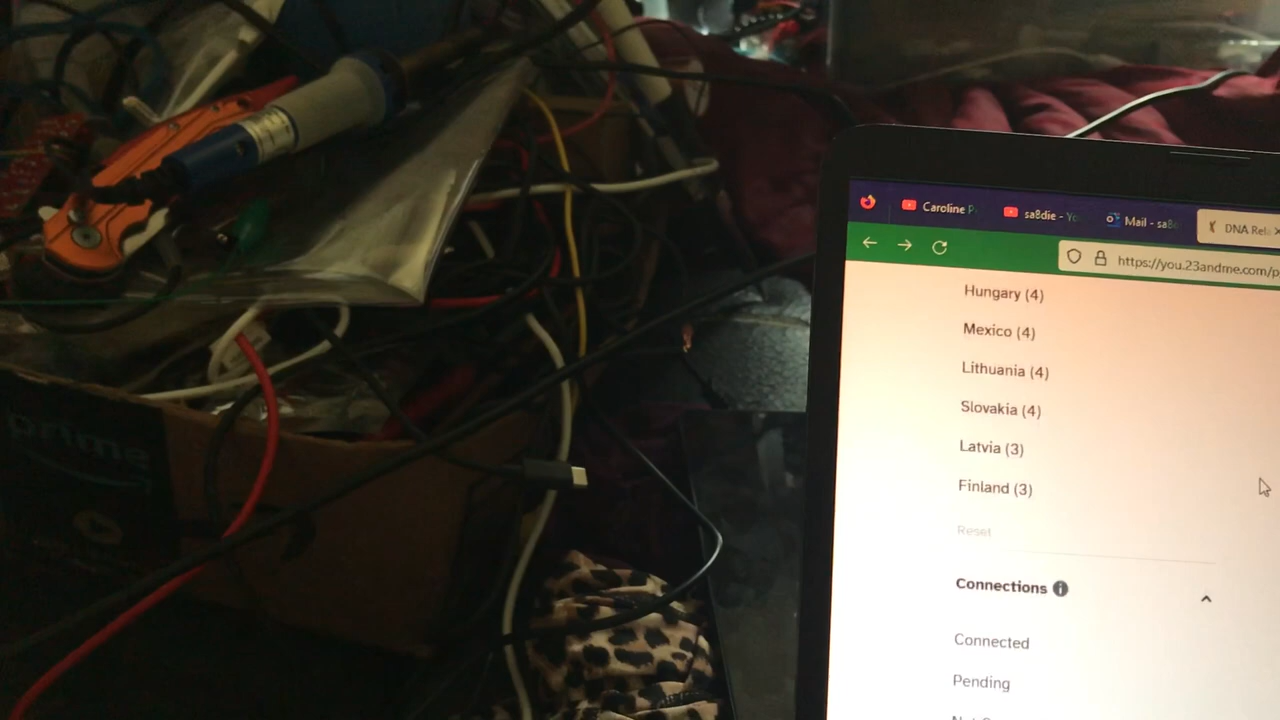 prime
Caroline P
sa8die - Yo
Mail - sa8
DNA Rel
https://you.23andme.com/p
Hungary (4)
Mexico (4)
Lithuania (4)
Slovakia (4)
Latvia (3)
Finland (3)
Reset
Connections
Connected
Pending